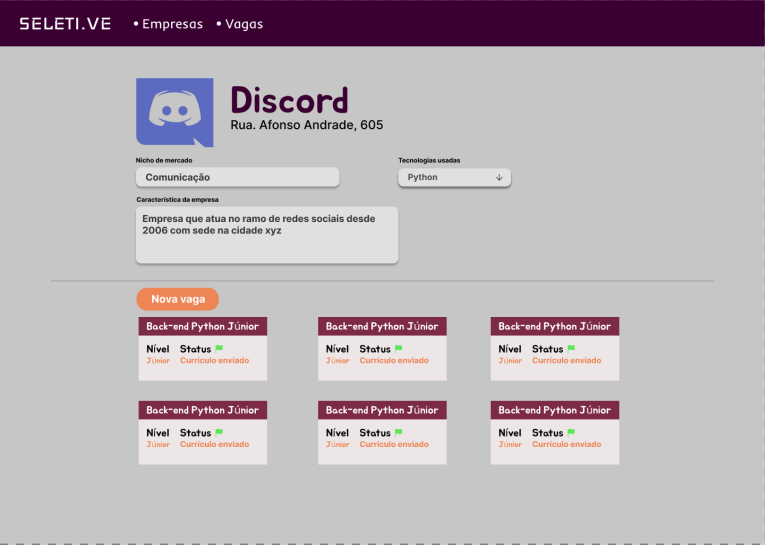 SELETI.VE • Empresas • Vagas
Discord
Rua. Afonso Andrade, 605
Nicho de mercado Tecnologias usadas
Comunicação Python
Característica da empresa
Empresa que atua no ramo de redes sociais desde
2006 com sede na cidade xyz
Nova vaga
Back-end Python Júnior Back-end Python Júnior Back-end Python Júnior
Nível Status Nível Status Nível Status
Júnior Currículo enviado Júnior Currículo enviado Júnior Currículo enviado
Back-end Python Júnior Back-end Python Júnior Back-end Python Júnior
Nível Status Nível Status Nível Status
Júnior Currículo enviado Júnior Currículo enviado Júnior Currículo enviado